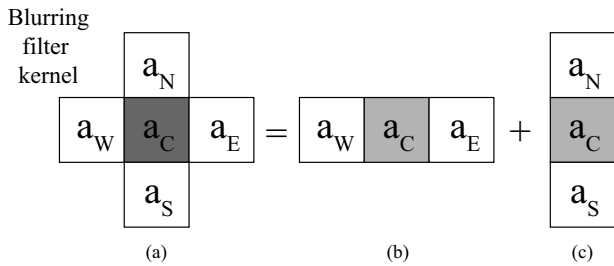 Blurring
filter
kernel
a_N
a_W a_C a_E = a_W a_C a_E + a_N
a_C
a_S
a_S
(a) (b) (c)